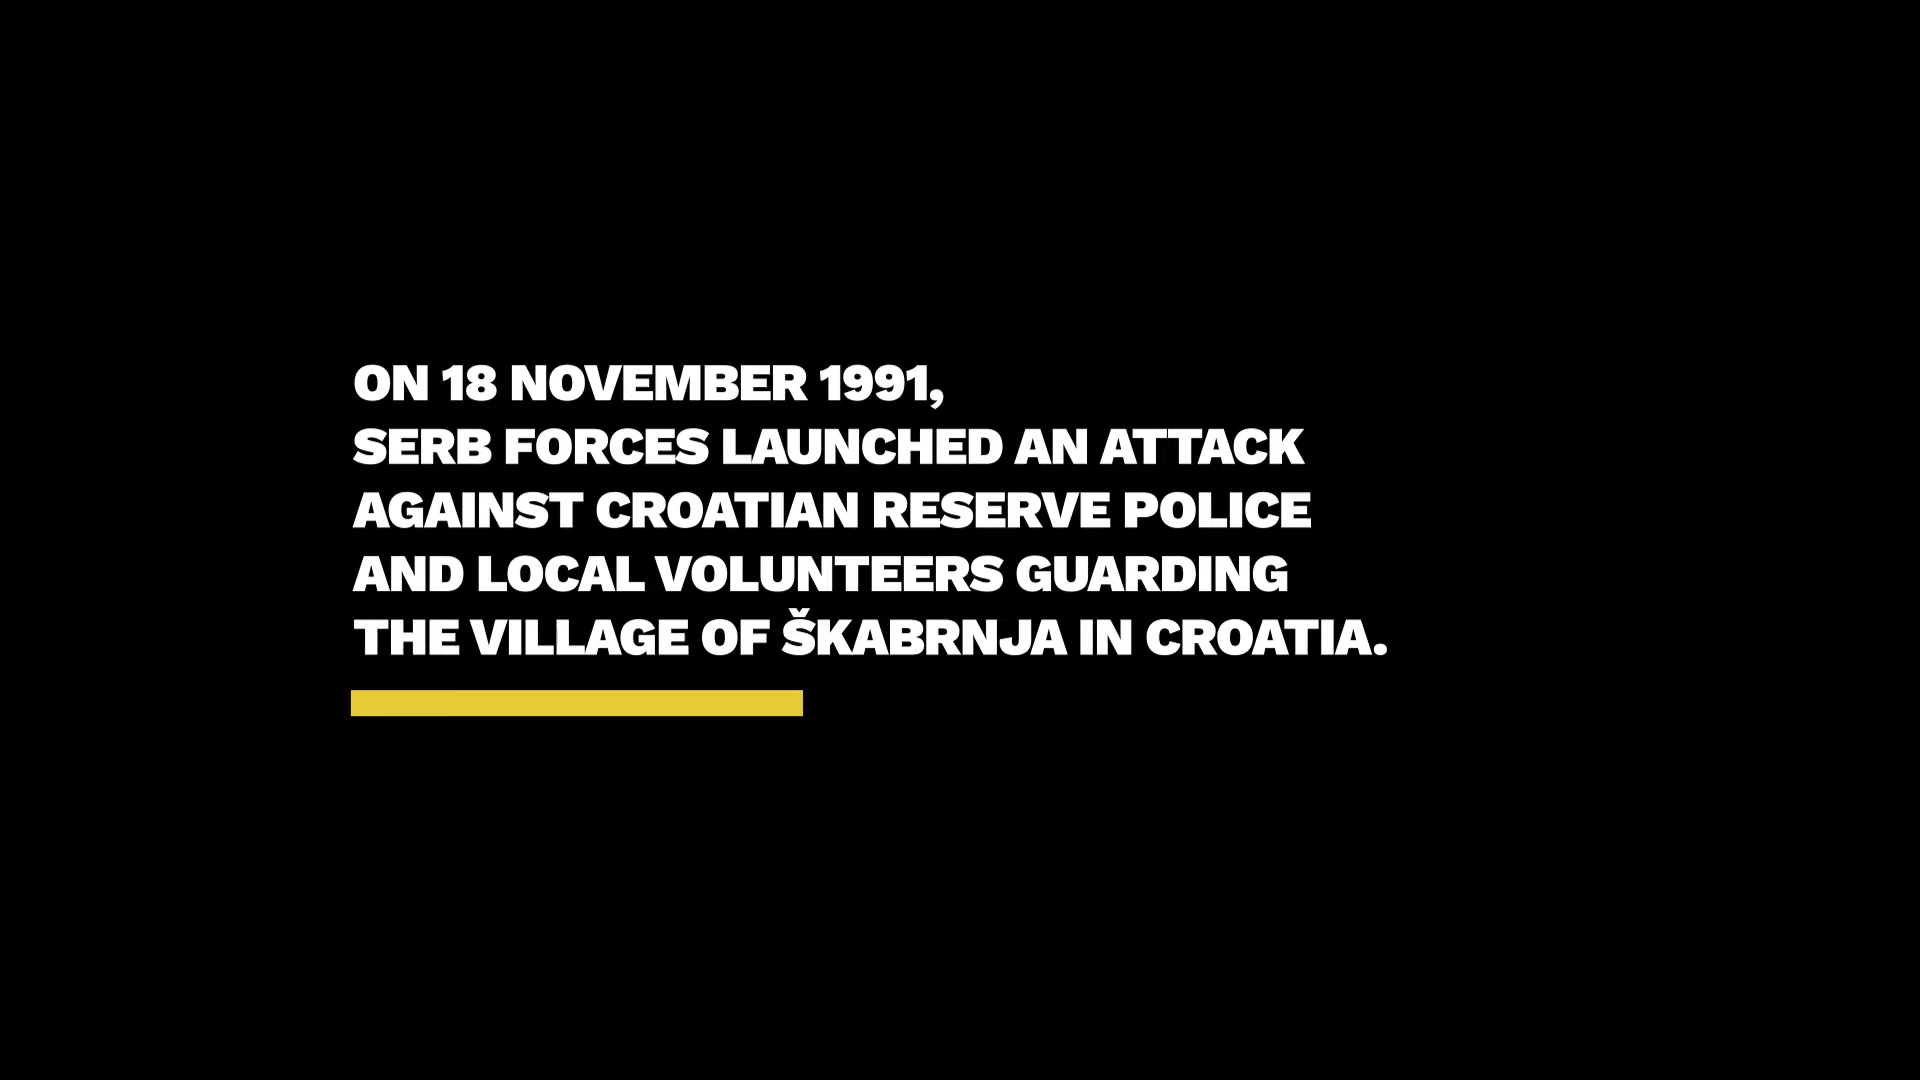 ON 18 NOVEMBER 1991,
SERB FORCES LAUNCHED AN ATTACK
AGAINST CROATIAN RESERVE POLICE
AND LOCAL VOLUNTEERS GUARDING
THE VILLAGE OF ŠKABRNJA IN CROATIA.